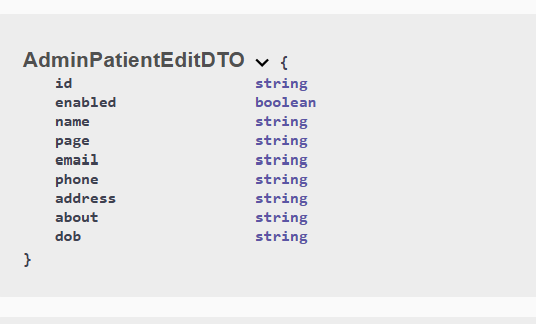 AdminPatientEditDTO {
id string
enabled boolean
name string
page string
email string
phone string
address string
about string
dob string
}